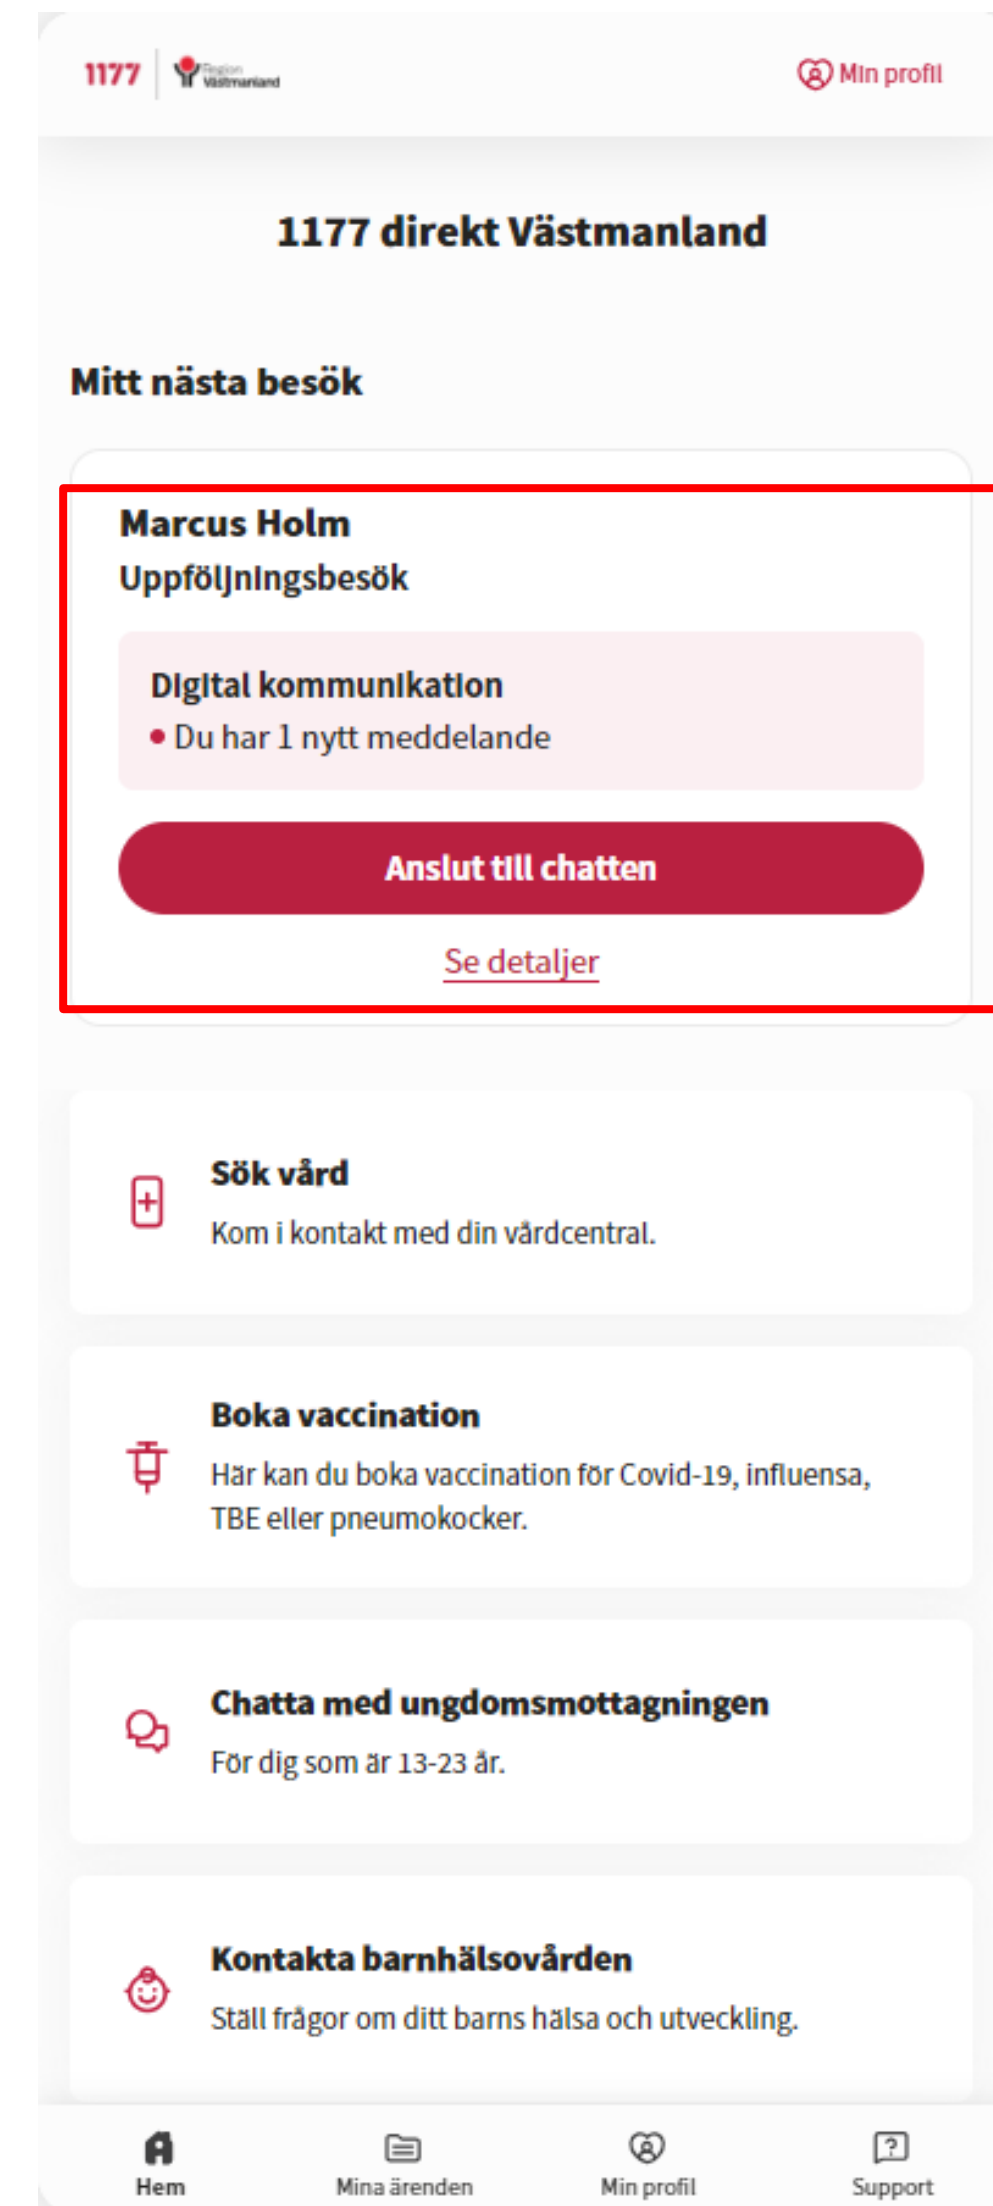 1177
Region
Västmanland
Min profil
1177 direkt Västmanland
Mitt nästa besök
Marcus Holm
Uppföljningsbesök
Digital kommunikation
Du har 1 nytt meddelande
Anslut till chatten
Se detaljer
Sök vård
Kom i kontakt med din vårdcentral.
Boka vaccination
Här kan du boka vaccination för Covid-19, influensa,
TBE eller pneumokocker.
Chatta med ungdomsmottagningen
För dig som är 13-23 år.
Kontakta barnhälsovården
Ställ frågor om ditt barns hälsa och utveckling.
Hem
Mina ärenden
Min profil
Support